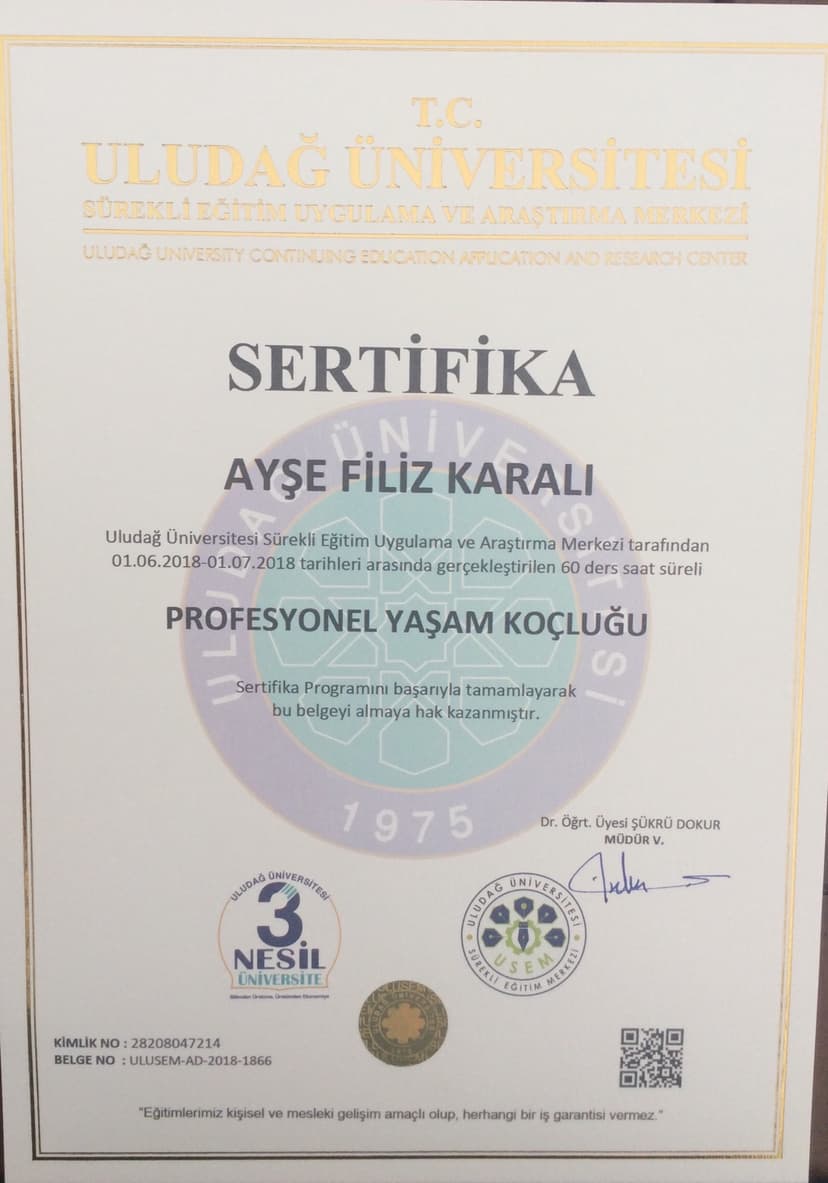 T.C.
ULUDAĞ ÜNİVERSİTESİ
SÜREKLİ EĞİTİM UYGULAMA VE ARAŞTIRMA MERKEZİ
ULUDAĞ UNIVERSITY CONTINUING EDUCATION APPLICATION AND RESEARCH CENTER
SERTİFİKA
ULUDAĞ ÜNİVERSİTESİ
AYŞE FİLİZ KARALI
Uludağ Üniversitesi Sürekli Eğitim Uygulama ve Araştırma Merkezi tarafından
01.06.2018-01.07.2018 tarihleri arasında gerçekleştirilen 60 ders saat süreli
PROFESYONEL YAŞAM KOÇLUĞU
Sertifika Programını başarıyla tamamlayarak
bu belgeyi almaya hak kazanmıştır.
1975
Dr. Öğrt. Üyesi ŞÜKRÜ DOKUR
MÜDÜR V.
ULUDAĞ ÜNİVERSİTESİ
3
NESİL
ÜNİVERSİTE
ULUDAĞ ÜNİVERSİTESİ
USEM
SÜREKLİ EĞİTİM MERKEZİ
KİMLİK NO : 28208047214
BELGE NO : ULUSEM-AD-2018-1866
"Eğitimlerimiz kişisel ve mesleki gelişim amaçlı olup, herhangi bir iş garantisi vermez."